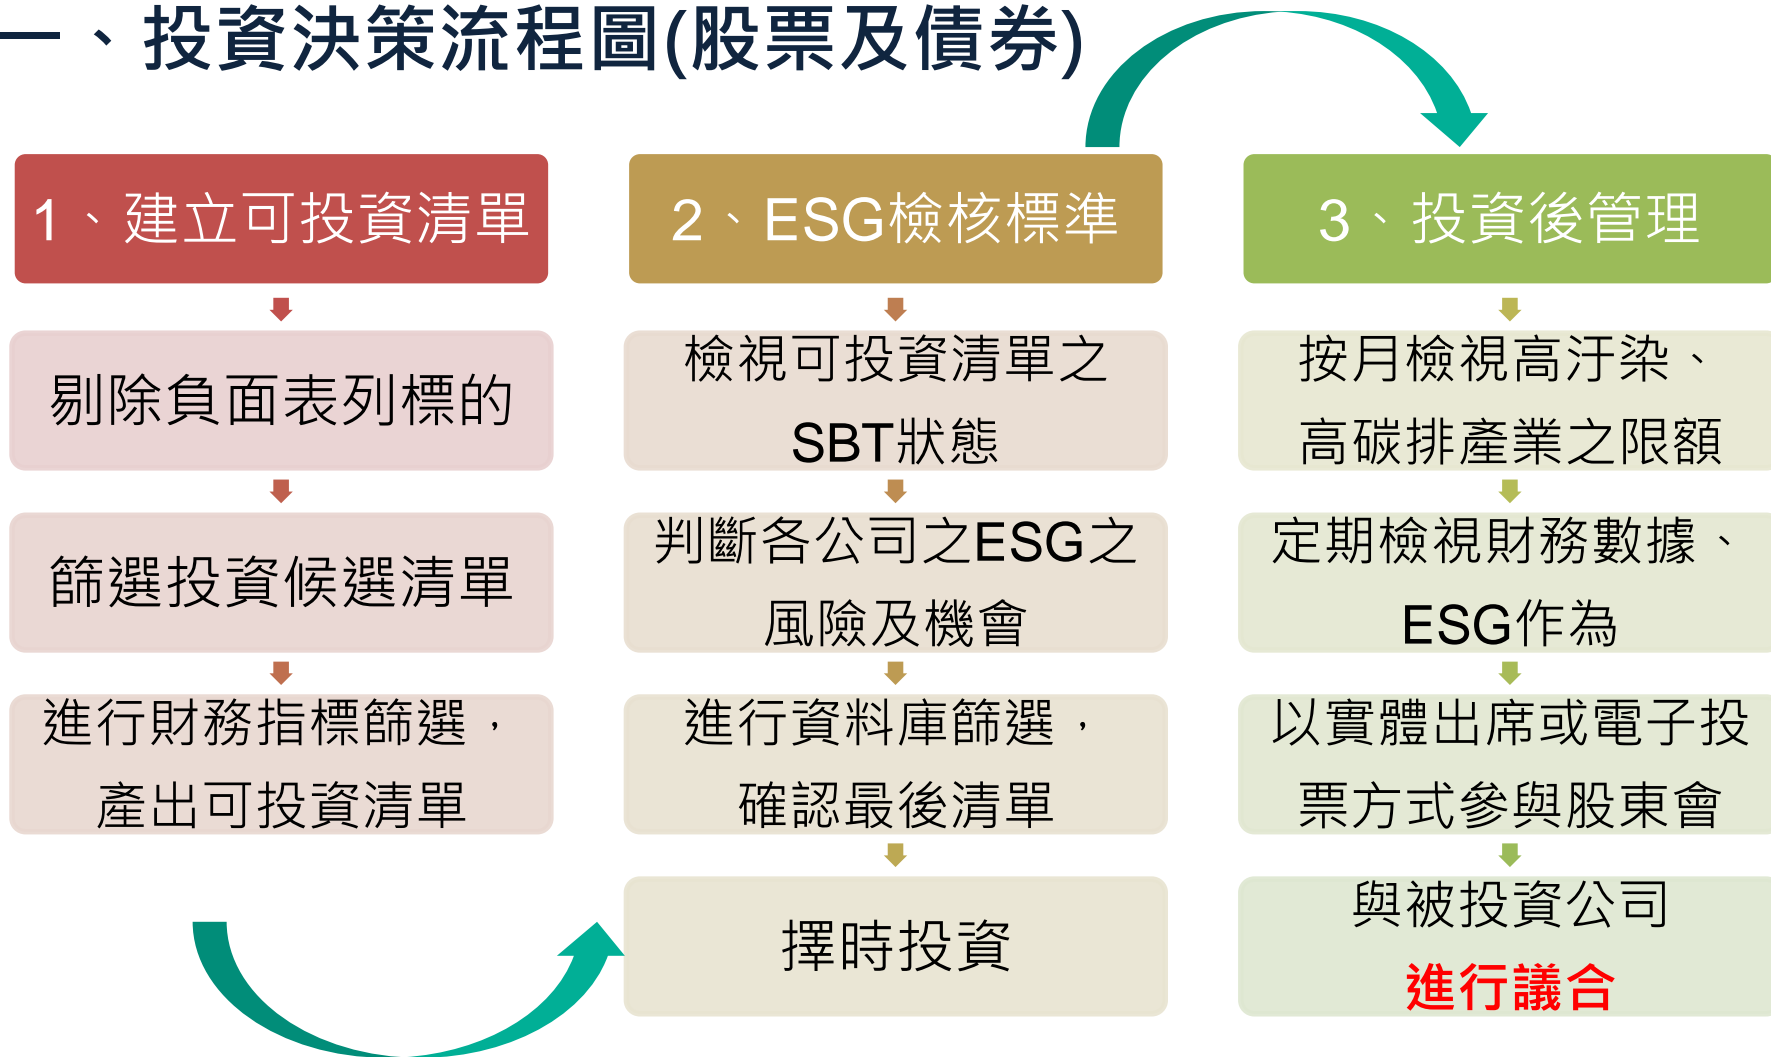 一、投資決策流程圖(股票及債券)
1、建立可投資清單
剔除負面表列標的
篩選投資候選清單
進行財務指標篩選，
產出可投資清單
2、ESG檢核標準
檢視可投資清單之
SBT狀態
判斷各公司之ESG之
風險及機會
進行資料庫篩選，
確認最後清單
擇時投資
3、投資後管理
按月檢視高汙染、
高碳排產業之限額
定期檢視財務數據、
ESG作為
以實體出席或電子投
票方式參與股東會
與被投資公司
進行議合